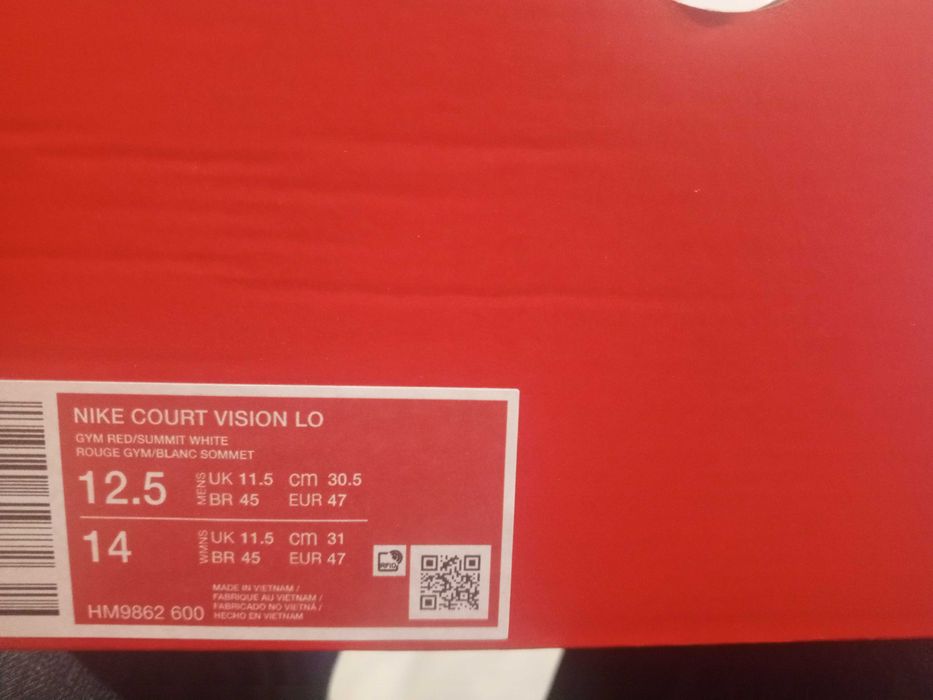 NIKE COURT VISION LO
GYM RED/SUMMIT WHITE
ROUGE GYM/BLANC SOMMET
12.5 MENS UK 11.5 cm 30.5
BR 45 EUR 47
14 WMNS UK 11.5 cm 31
BR 45 EUR 47
RFID
MADE IN VIETNAM /
FABRIQUE AU VIETNAM /
FABRICADO NO VIETNÃ /
HECHO EN VIETNAM
HM9862 600